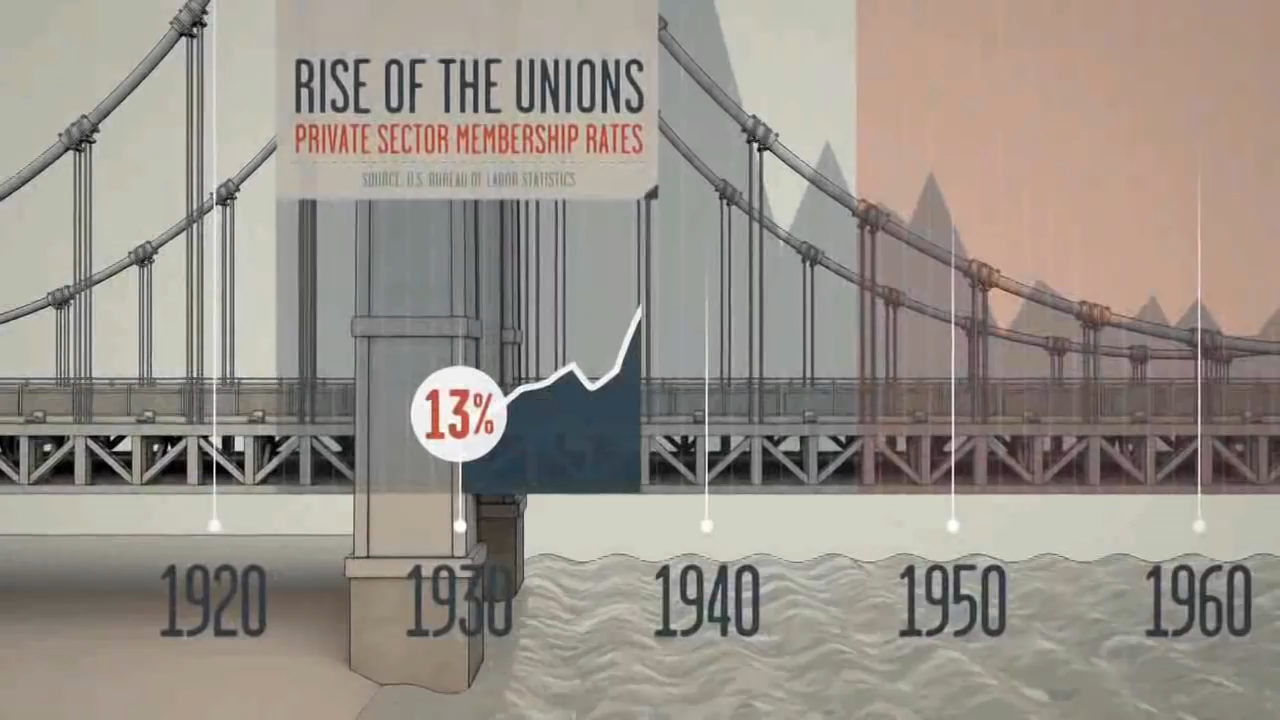 RISE OF THE UNIONS
PRIVATE SECTOR MEMBERSHIP RATES
SOURCE: U.S. BUREAU OF LABOR STATISTICS
13%
1920 1930 1940 1950 1960